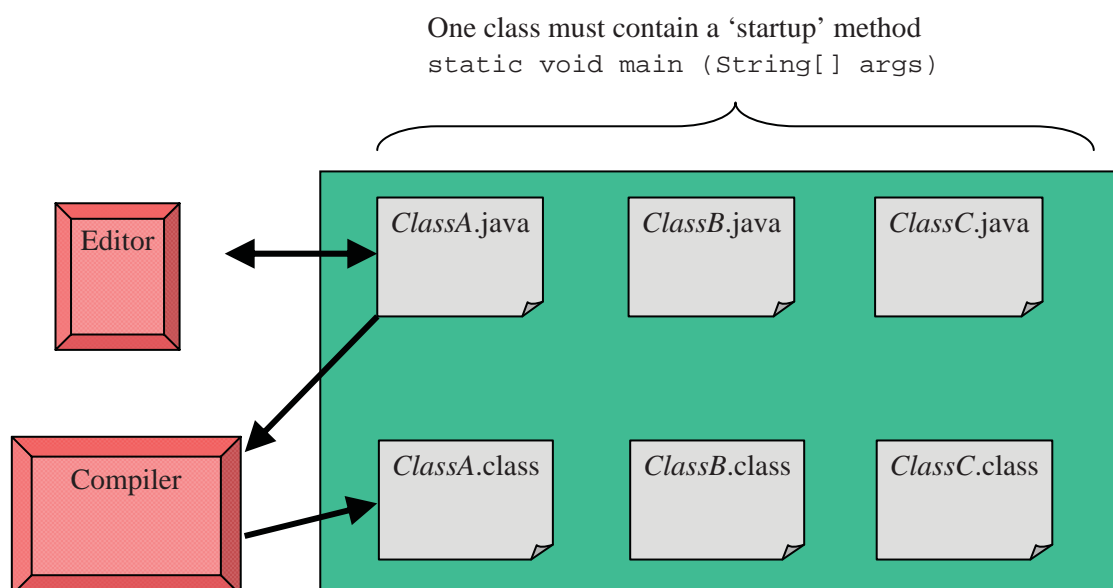 One class must contain a ‘startup’ method
static void main (String[] args)
Editor
ClassA.java
ClassB.java
ClassC.java
Compiler
ClassA.class
ClassB.class
ClassC.class